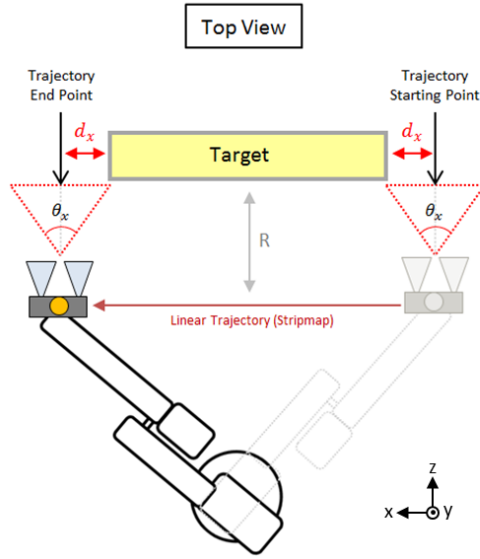 Top View
Trajectory
End Point
Trajectory
Starting Point
dₓ
Target
dₓ
θₓ
R
θₓ
Linear Trajectory (Stripmap)
z
x
y